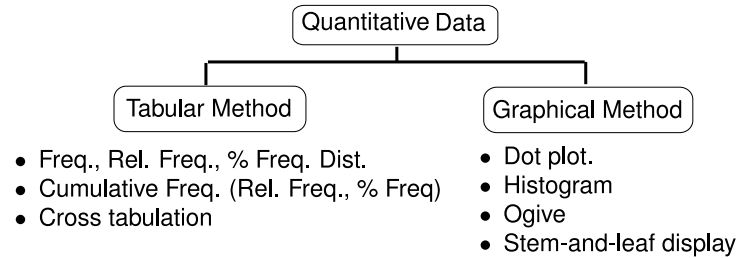 Quantitative Data
Tabular Method
• Freq., Rel. Freq., % Freq. Dist.
• Cumulative Freq. (Rel. Freq., % Freq)
• Cross tabulation
Graphical Method
• Dot plot.
• Histogram
• Ogive
• Stem-and-leaf display